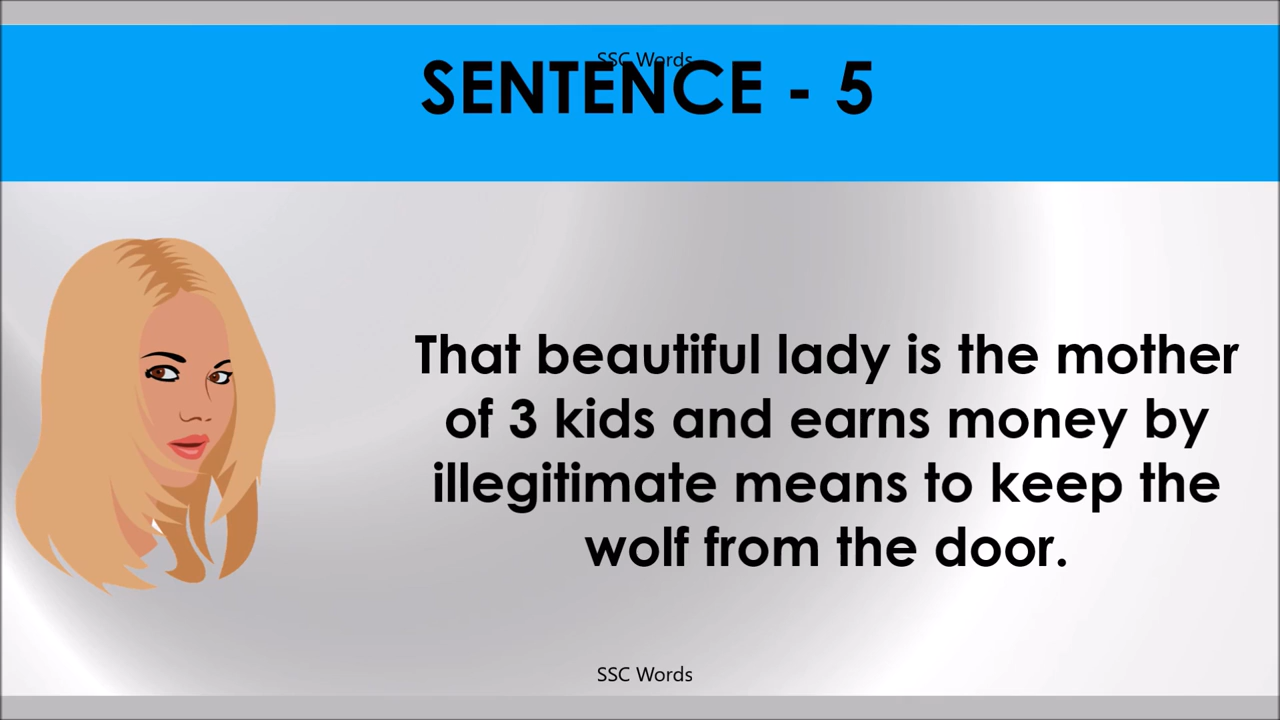 SSC Words
SENTENCE - 5
That beautiful lady is the mother
of 3 kids and earns money by
illegitimate means to keep the
wolf from the door.
SSC Words